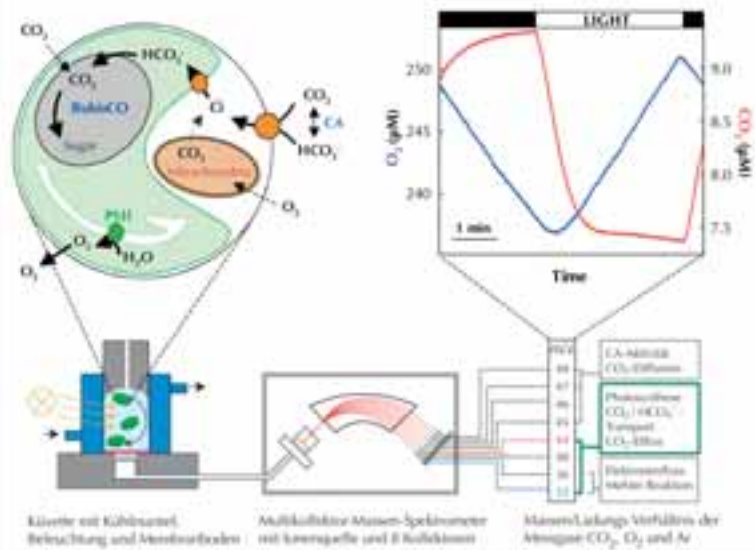 CO₂
HCO₃⁻
CO₂
RubisCO
Sugar
Ci
CO₂
CA
HCO₃⁻
CO₂
O₂
PSII
O₂
H₂O
O₂
LIGHT
250
245
240
O₂ (µM)
9.0
8.5
8.0
7.5
CO₂ (µM)
1 min
Time
CA-Aktivität
CO₂-Diffusion
Photosynthese
CO₂ / HCO₃⁻-
Transport
CO₂-Efflux
Elektronenfluss
Mehler-Reaktion
Küvette mit Kühlmantel,
Beleuchtung und Membranboden
Multikollektor-Massen-Spektrometer
mit Ionenquelle und 8 Kollektoren
Massen/Ladungs Verhältnis der
Messgase CO₂, O₂ und Ar